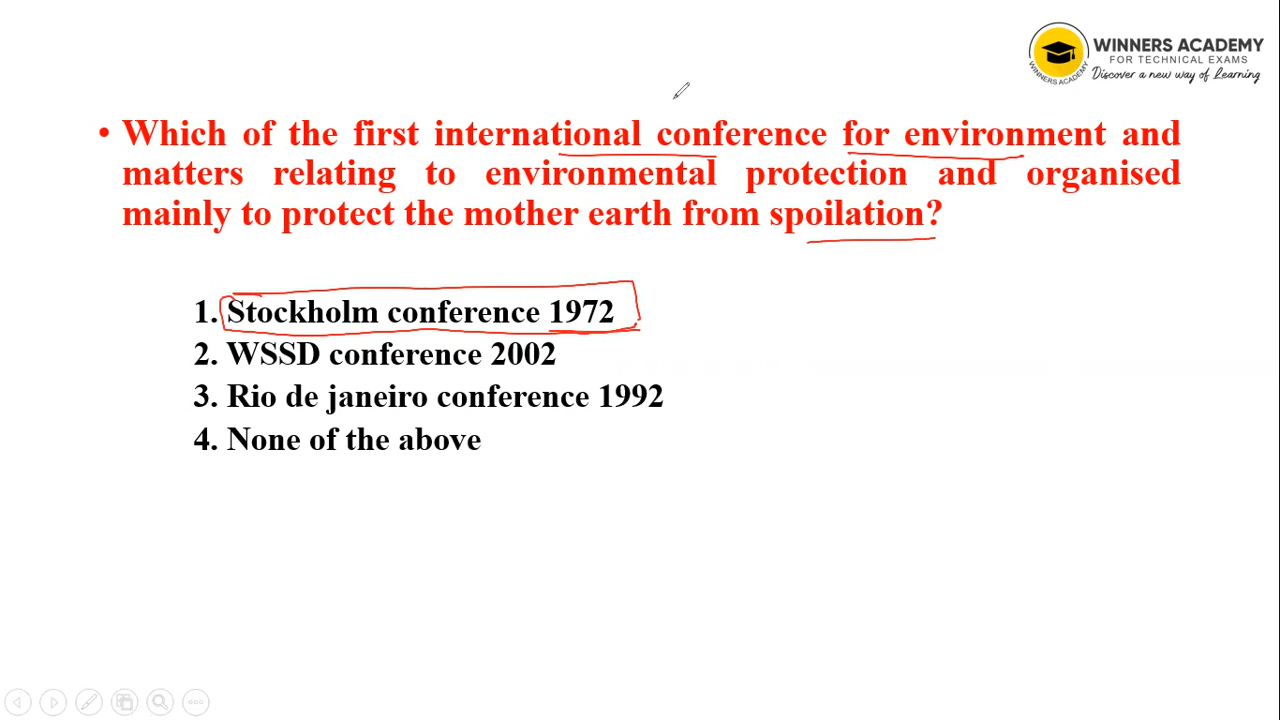 WINNERS ACADEMY
FOR TECHNICAL EXAMS
Discover a new way of Learning
WINNERS ACADEMY
• Which of the first international conference for environment and
matters relating to environmental protection and organised
mainly to protect the mother earth from spoilation?
1. Stockholm conference 1972
2. WSSD conference 2002
3. Rio de janeiro conference 1992
4. None of the above